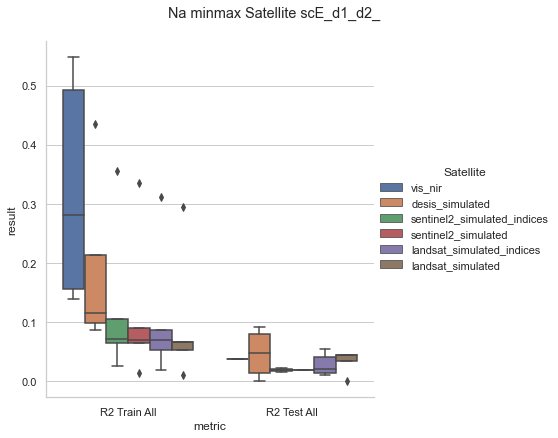 Na minmax Satellite scE_d1_d2_
0.5
0.4
0.3
0.2
0.1
0.0
result
R2 Train All
R2 Test All
metric
Satellite
vis_nir
desis_simulated
sentinel2_simulated_indices
sentinel2_simulated
landsat_simulated_indices
landsat_simulated